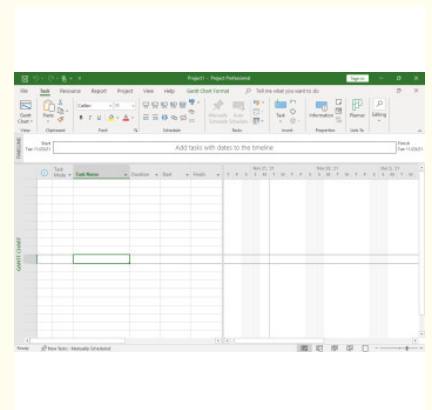 Project1 - Project Professional
Sign in
File Task Resource Report Project View Help Gantt Chart Format Tell me what you want to do
Gantt Chart
Paste
Calibri 11
B I U
Manually Schedule
Auto Schedule
Task
Information
Planner
Editing
View Clipboard Font Schedule Tasks Insert Properties
TIMELINE
Start
Add tasks with dates to the timeline
Finish
Task Mode Task Name Duration Start Finish
T F S S M T W T F S S M T W T F S S M T W
GANTT CHART
Ready New Tasks : Manually Scheduled